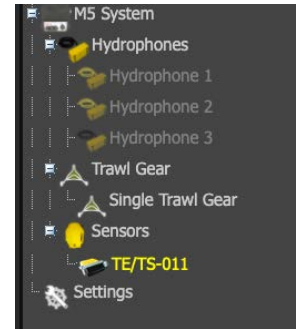 M5 System
Hydrophones
Hydrophone 1
Hydrophone 2
Hydrophone 3
Trawl Gear
Single Trawl Gear
Sensors
TE/TS-011
Settings